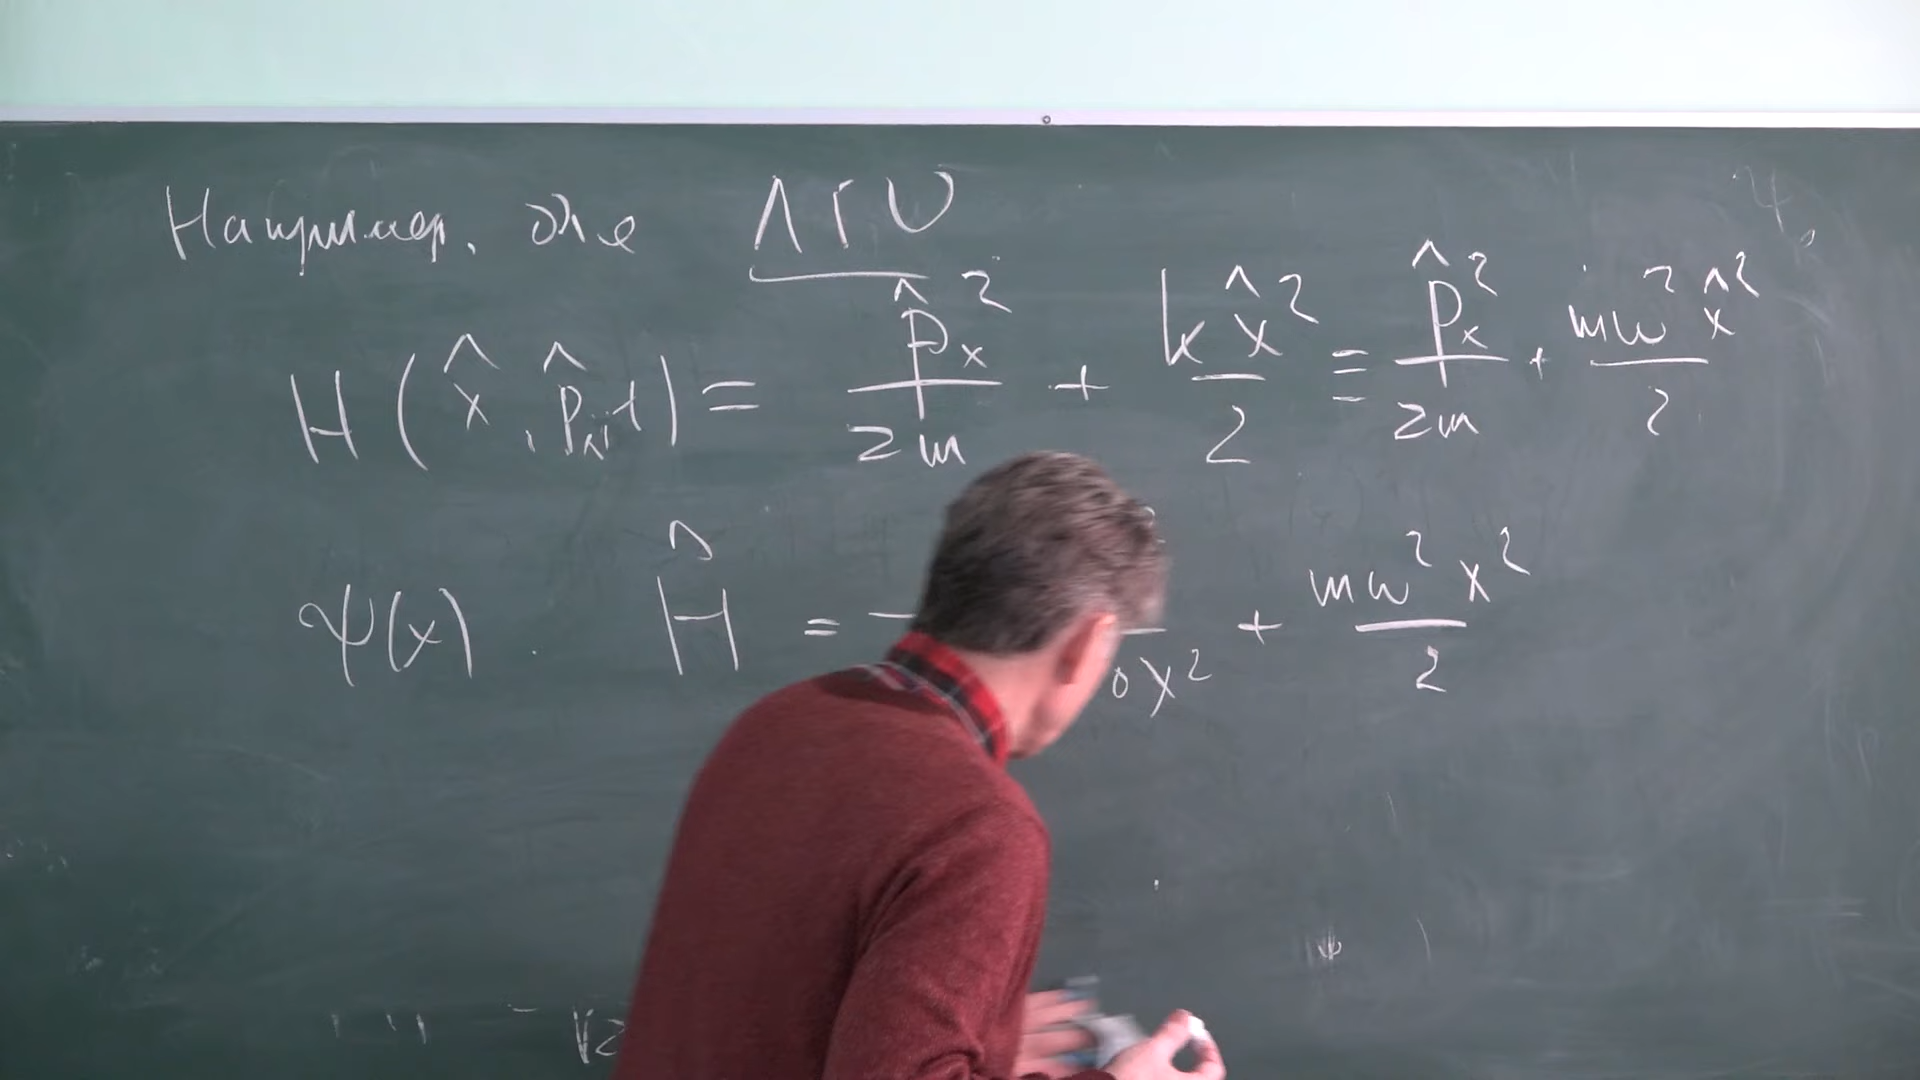 Например, для ЛГО
H(x̂, p̂ₓ, t) = p̂ₓ²/2m + kx̂²/2 = p̂ₓ²/2m + mω²x̂²/2
ψ(x). Ĥ = − ∂x² + mω²x²/2